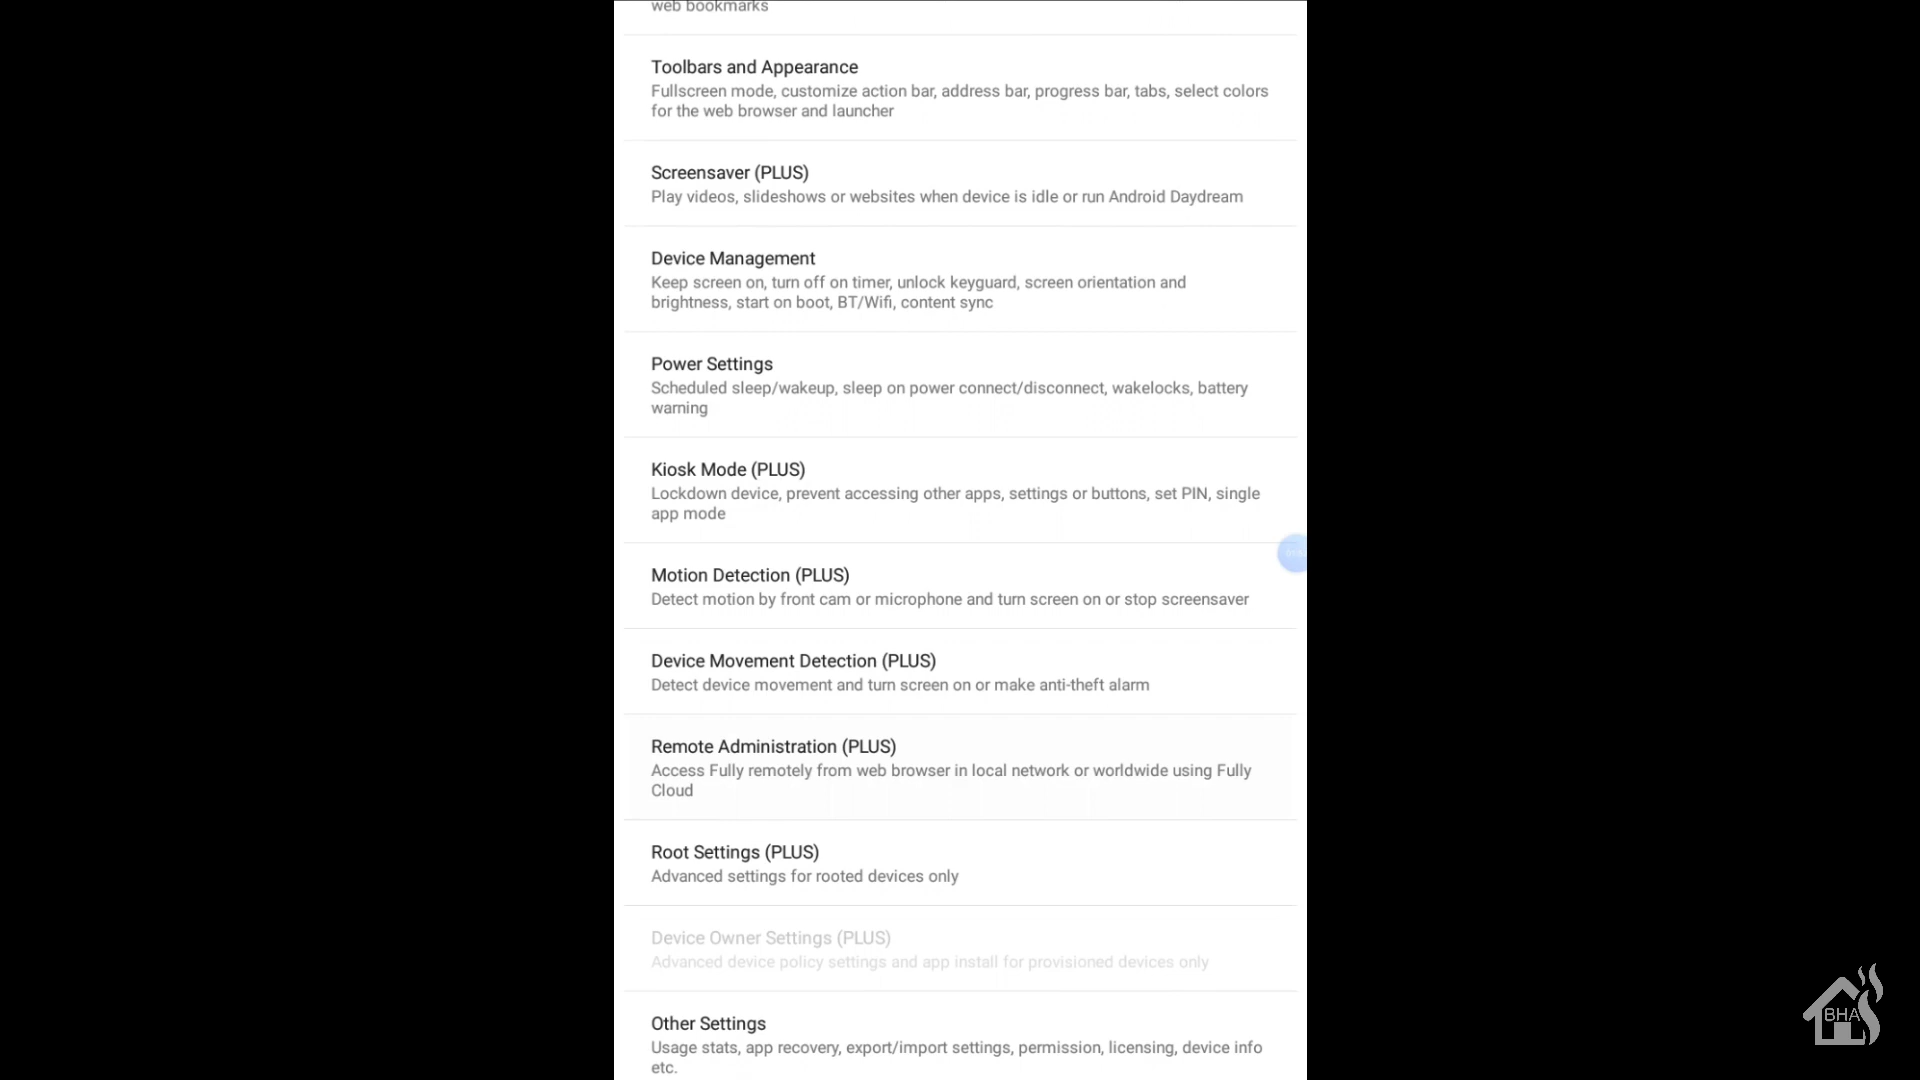 web bookmarks
Toolbars and Appearance
Fullscreen mode, customize action bar, address bar, progress bar, tabs, select colors
for the web browser and launcher
Screensaver (PLUS)
Play videos, slideshows or websites when device is idle or run Android Daydream
Device Management
Keep screen on, turn off on timer, unlock keyguard, screen orientation and
brightness, start on boot, BT/Wifi, content sync
Power Settings
Scheduled sleep/wakeup, sleep on power connect/disconnect, wakelocks, battery
warning
Kiosk Mode (PLUS)
Lockdown device, prevent accessing other apps, settings or buttons, set PIN, single
app mode
Motion Detection (PLUS)
Detect motion by front cam or microphone and turn screen on or stop screensaver
Device Movement Detection (PLUS)
Detect device movement and turn screen on or make anti-theft alarm
Remote Administration (PLUS)
Access Fully remotely from web browser in local network or worldwide using Fully
Cloud
Root Settings (PLUS)
Advanced settings for rooted devices only
Device Owner Settings (PLUS)
Advanced device policy settings and app install for provisioned devices only
Other Settings
Usage stats, app recovery, export/import settings, permission, licensing, device info
etc.
BHA